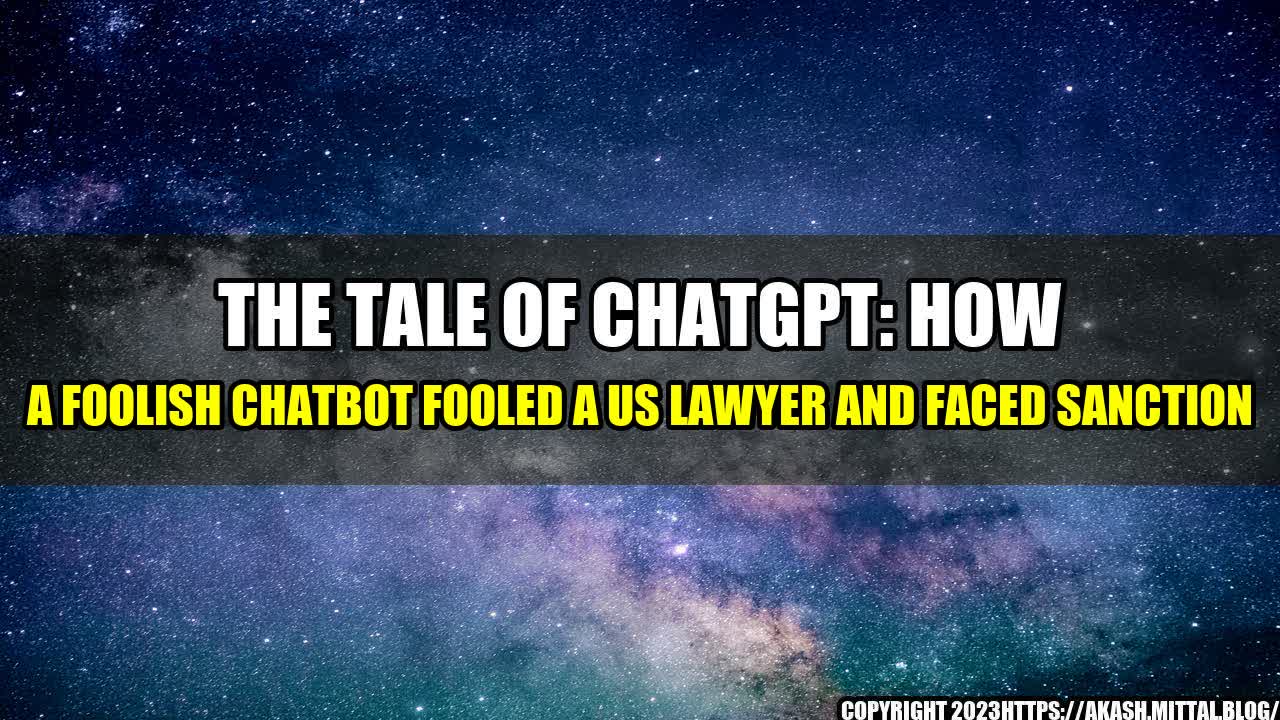 THE TALE OF CHATGPT: HOW
A FOOLISH CHATBOT FOOLED A US LAWYER AND FACED SANCTION
COPYRIGHT 2023HTTPS://AKASH.MITTAL.BLOG/